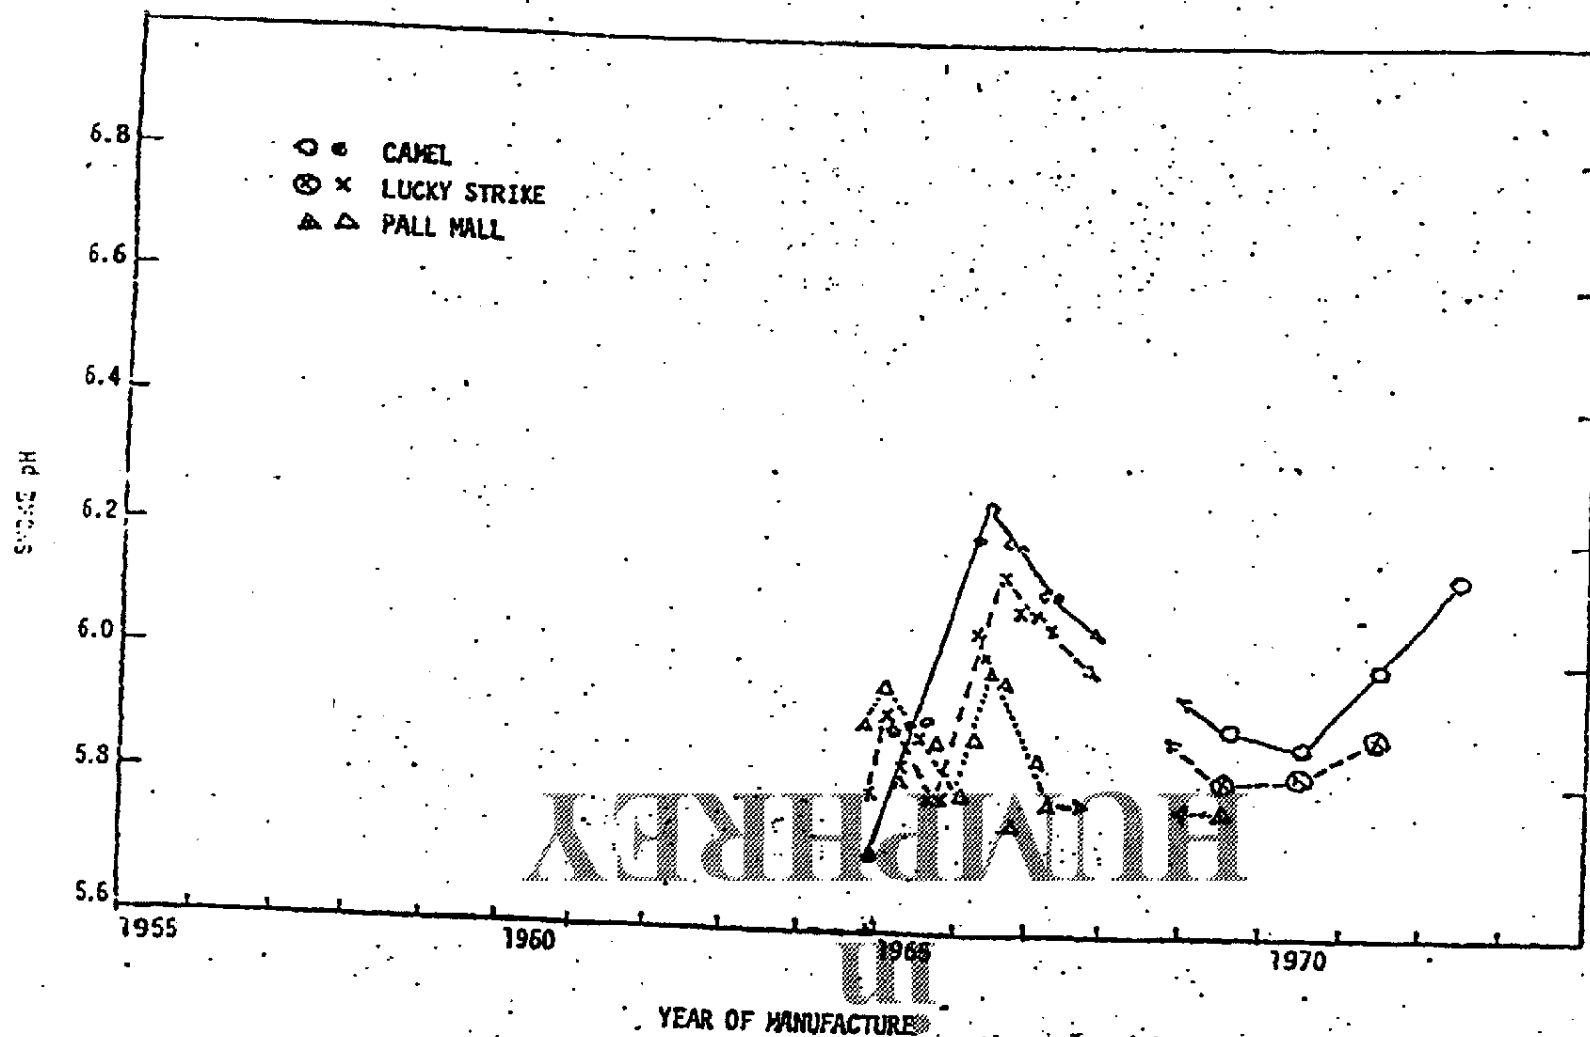 6.8
CAMEL
LUCKY STRIKE
PALL MALL
6.6
6.4
6.2
6.0
5.8
5.6
SMOKE pH
1955
1960
1965
1970
YEAR OF MANUFACTURE
HUMPHREY